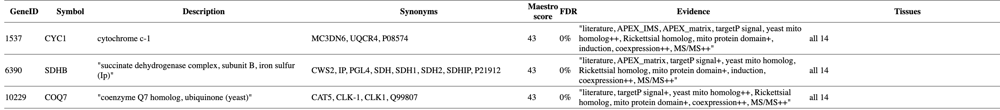 GeneID Symbol Description Synonyms Maestro score FDR Evidence Tissues
1537 CYC1 cytochrome c-1 MC3DN6, UQCR4, P08574 43 0% "literature, APEX_IMS, APEX_matrix, targetP signal, yeast mito
homolog++, Rickettsial homolog, mito protein domain+,
induction, coexpression++, MS/MS++" all 14
6390 SDHB "succinate dehydrogenase complex, subunit B, iron sulfur
(Ip)" CWS2, IP, PGL4, SDH, SDH1, SDH2, SDHIP, P21912 43 0% "literature, APEX_matrix, targetP signal+, yeast mito homolog,
Rickettsial homolog, mito protein domain+, induction,
coexpression++, MS/MS++" all 14
10229 COQ7 "coenzyme Q7 homolog, ubiquinone (yeast)" CAT5, CLK-1, CLK1, Q99807 43 0% "literature, targetP signal+, yeast mito homolog++, Rickettsial
homolog, mito protein domain+, coexpression++, MS/MS++" all 14